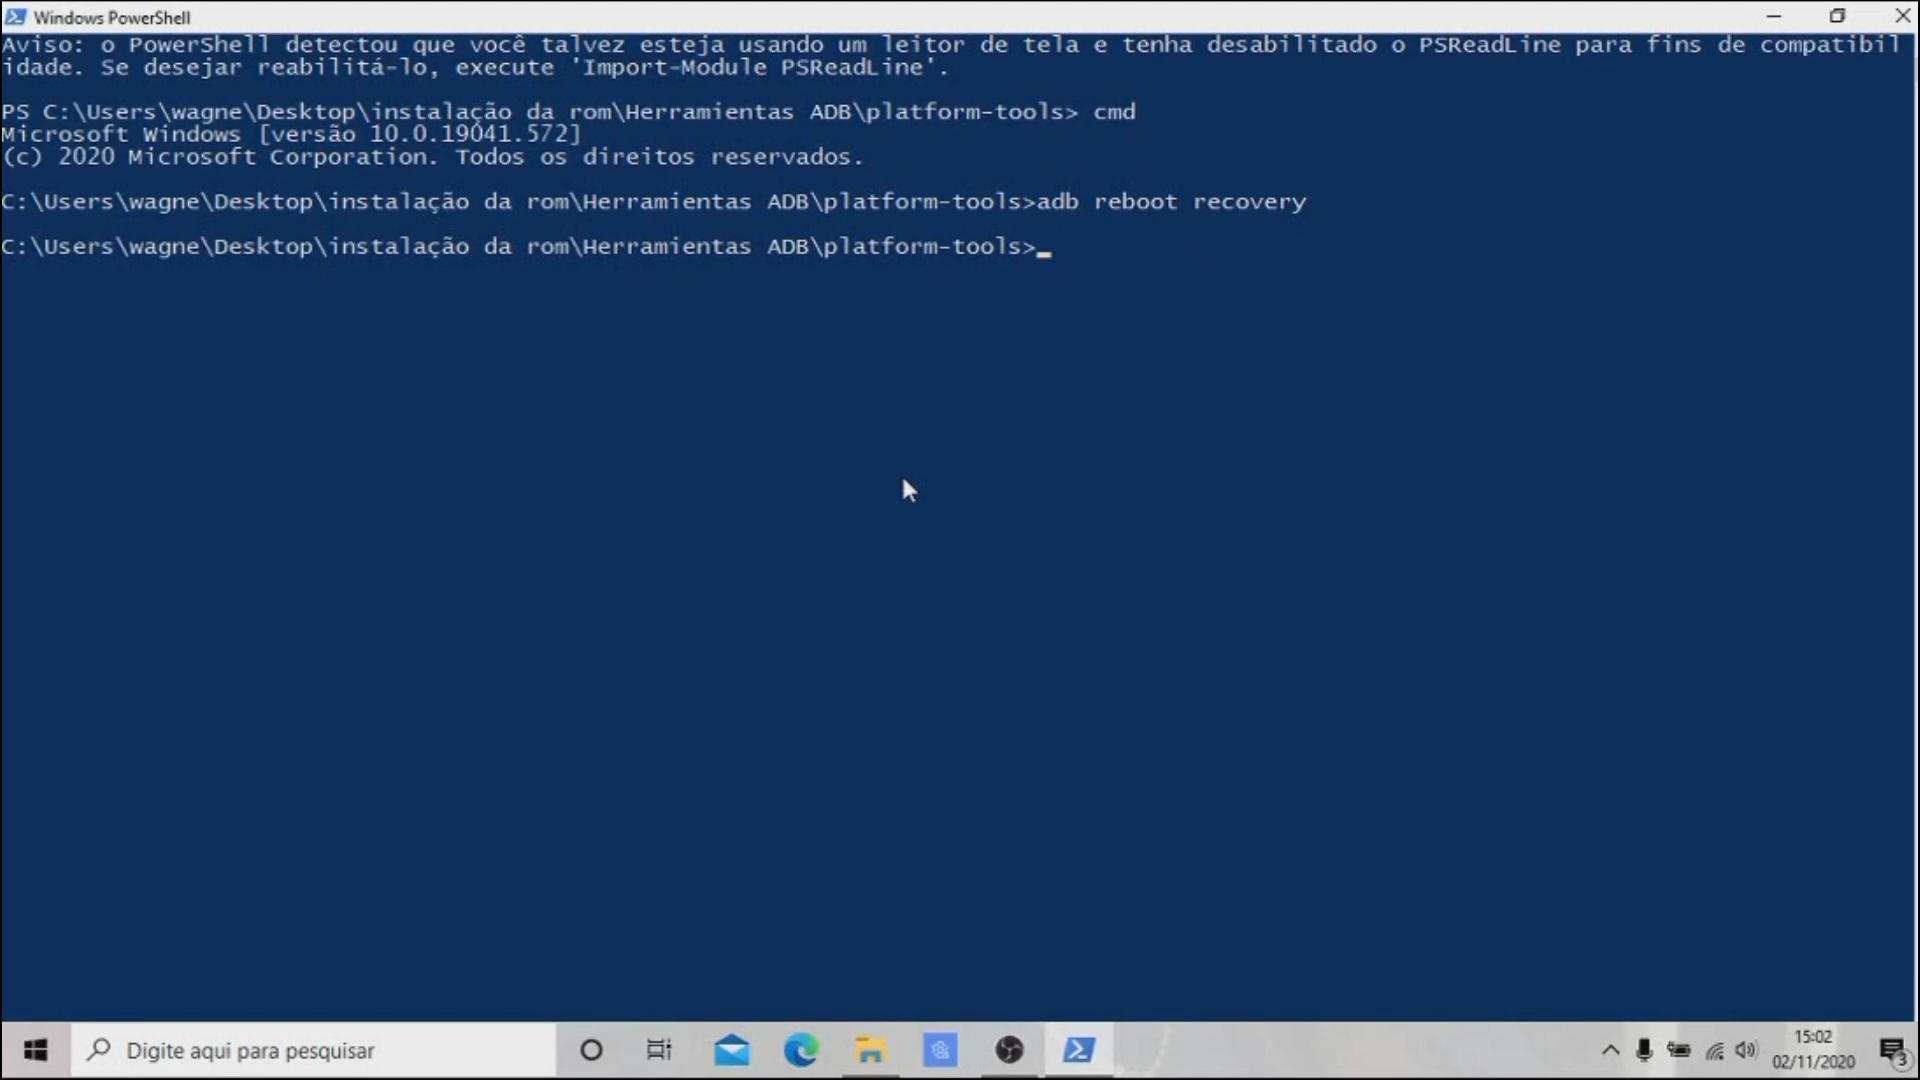 Windows PowerShell
Aviso: o PowerShell detectou que você talvez esteja usando um leitor de tela e tenha desabilitado o PSReadLine para fins de compatibil
idade. Se desejar reabilitá-lo, execute 'Import-Module PSReadLine'.
PS C:\Users\wagne\Desktop\instalação da rom\Herramientas ADB\platform-tools> cmd
Microsoft Windows [versão 10.0.19041.572]
(c) 2020 Microsoft Corporation. Todos os direitos reservados.
C:\Users\wagne\Desktop\instalação da rom\Herramientas ADB\platform-tools>adb reboot recovery
C:\Users\wagne\Desktop\instalação da rom\Herramientas ADB\platform-tools>
Digite aqui para pesquisar
15:02
02/11/2020
3